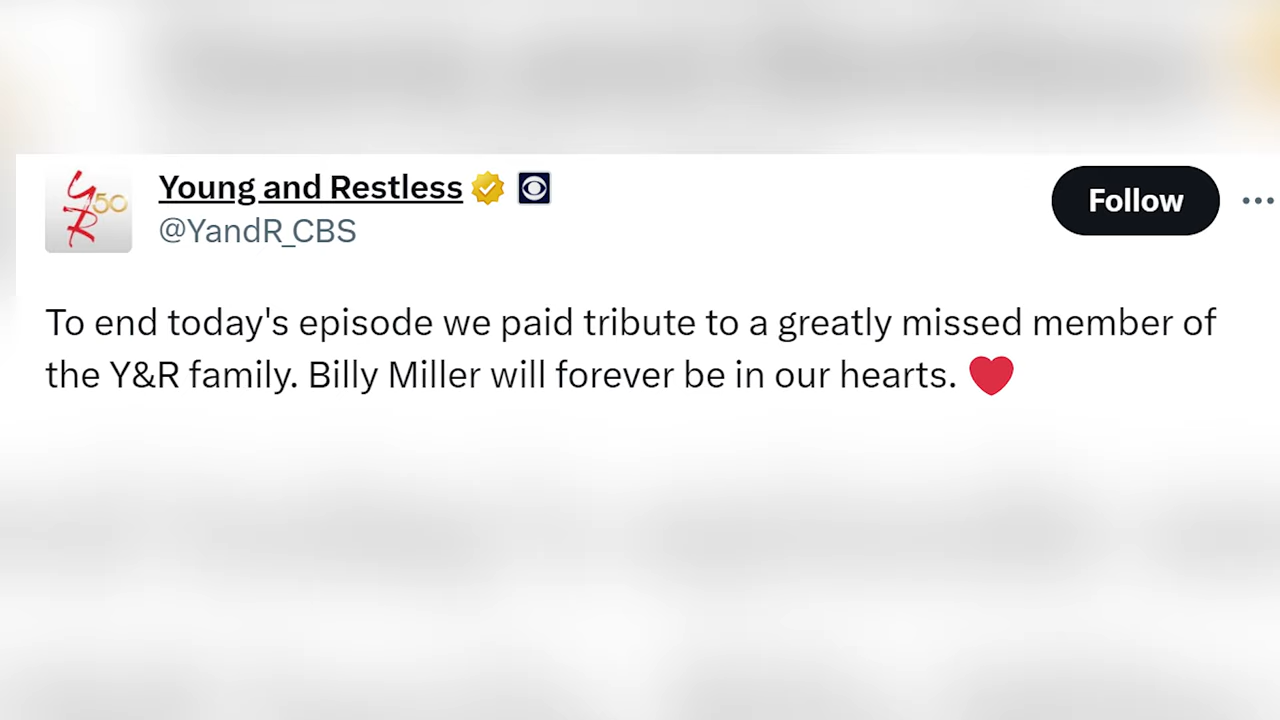 Young and Restless
@YandR_CBS
Follow
YR50
To end today's episode we paid tribute to a greatly missed member of
the Y&R family. Billy Miller will forever be in our hearts. ❤️